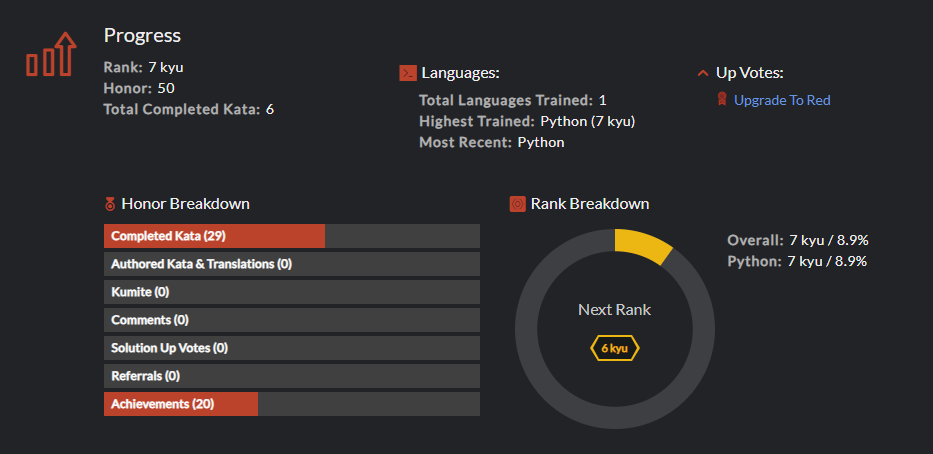 Progress
Rank: 7 kyu
Honor: 50
Total Completed Kata: 6
Languages:
Total Languages Trained: 1
Highest Trained: Python (7 kyu)
Most Recent: Python
Up Votes:
Upgrade To Red
Honor Breakdown
Completed Kata (29)
Authored Kata & Translations (0)
Kumite (0)
Comments (0)
Solution Up Votes (0)
Referrals (0)
Achievements (20)
Rank Breakdown
Next Rank
6 kyu
Overall: 7 kyu / 8.9%
Python: 7 kyu / 8.9%